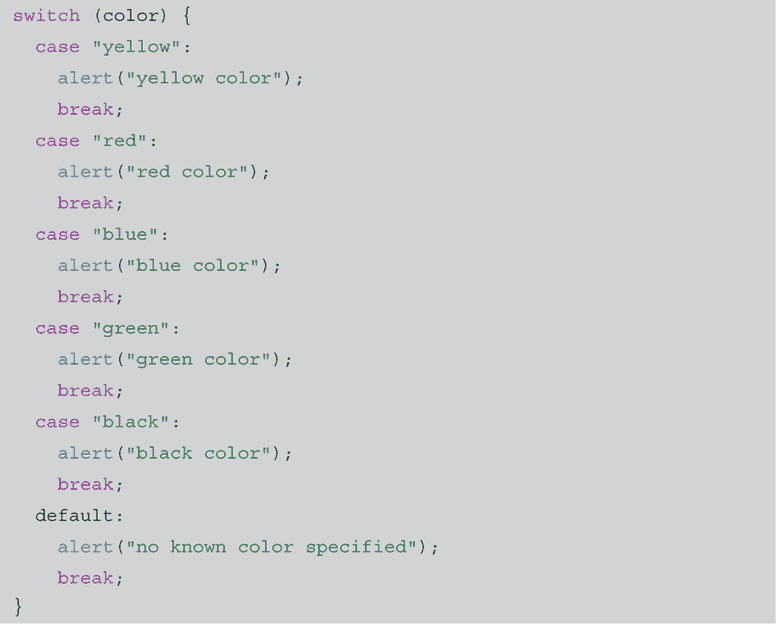 switch (color) {
  case "yellow":
    alert("yellow color");
    break;
  case "red":
    alert("red color");
    break;
  case "blue":
    alert("blue color");
    break;
  case "green":
    alert("green color");
    break;
  case "black":
    alert("black color");
    break;
  default:
    alert("no known color specified");
    break;
}